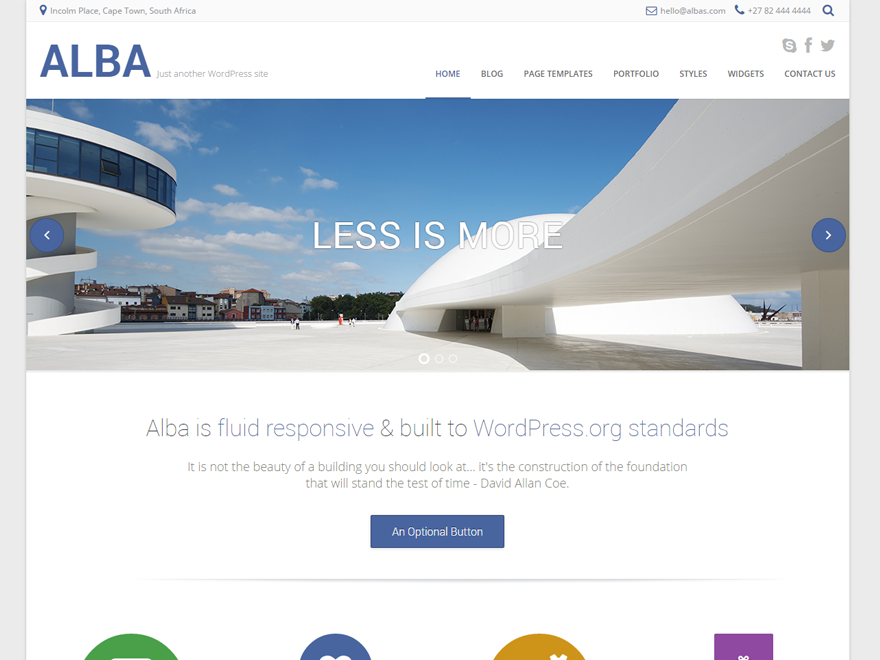 Incolm Place, Cape Town, South Africa
hello@albas.com
+27 82 444 4444
ALBA
Just another WordPress site
HOME
BLOG
PAGE TEMPLATES
PORTFOLIO
STYLES
WIDGETS
CONTACT US
LESS IS MORE
Alba is fluid responsive & built to WordPress.org standards
It is not the beauty of a building you should look at... it's the construction of the foundation
that will stand the test of time - David Allan Coe.
An Optional Button